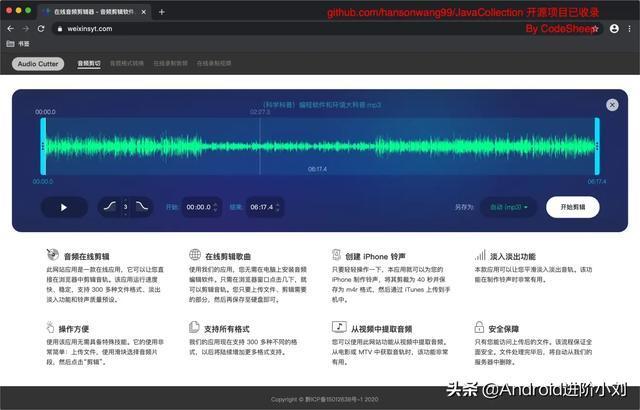 在线音频剪辑器 - 音频剪辑软件
github.com/hansonwang99/JavaCollection 开源项目已收录
weixinsyt.com
By CodeSheep
书签
Audio Cutter 音频剪切 音频格式转换 在线录制音频 在线录制视频
(科学科普)编程软件和环境大科普.mp3
00:00.0 02:27.3
06:17.4
00:00.0 06:17.4
3 开始: 00:00.0 结束: 06:17.4 另存为: 自动 (mp3) 开始剪辑
音频在线剪辑 在线剪辑歌曲 创建 iPhone 铃声 淡入淡出功能
此网站应用是一款在线应用，它可以让您 使用我们的应用，您无需在电脑上安装音频 只需轻轻操作一下，本应用就可以为您的 本款应用可以让您平滑淡入淡出音轨。该功
直接在浏览器中剪辑音轨。该应用运行速度 编辑软件。只需在浏览器窗口点击几下，就 iPhone 制作铃声，将其剪裁为 40 秒并保 能在制作铃声时非常有用。
快、稳定，支持 300 多种文件格式、淡出 可以剪辑音轨。您只要上传文件、剪辑需要 存为 m4r 格式，然后通过 iTunes 上传到手
淡入功能和铃声质量预设。 的部分，然后再保存至硬盘即可。 机中。
操作方便 支持所有格式 从视频中提取音频 安全保障
使用该应用无需具备特殊技能。它的使用非 我们的应用现在支持 300 多种不同的格 您可以使用此网站功能从视频中提取音频。 只有您能访问上传后的文件。该流程保证全
常简单：上传文件，使用滑块选择音频片 式，以后将陆续增加更多格式支持。 从电影或 MTV 中获取音轨时，该功能非常 面安全。文件处理完毕后，将自动从我们的
段，然后点击“剪辑”。 有用。 服务器中删除。
Copyright © 黔ICP备15012838号-1 2020
头条 @Android进阶小刘